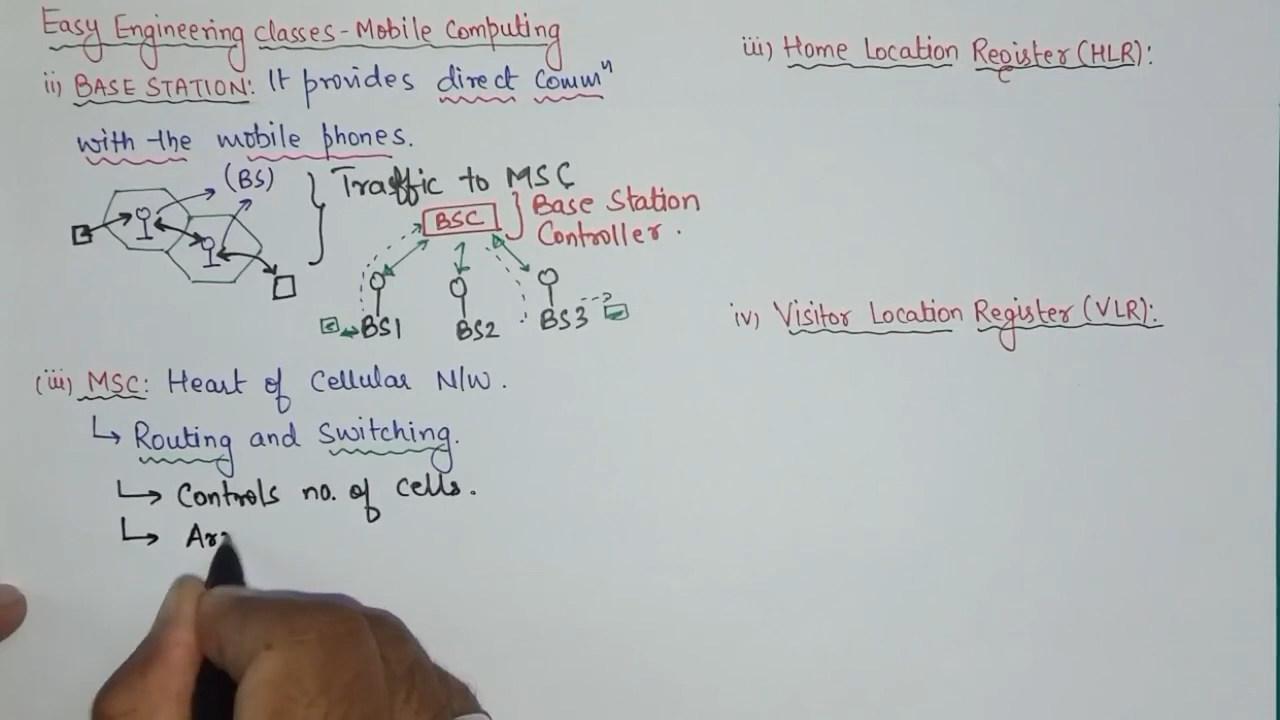 Easy Engineering classes - Mobile Computing
ii) BASE STATION: It provides direct Commⁿ
with the mobile phones.
(BS)
Traffic to MSC
BSC
Base Station
Controller.
BS1
BS2
BS3
(iii) MSC: Heart of Cellular N/W.
↳ Routing and Switching.
↳ Controls no. of cells.
↳ Arr
iii) Home Location Register (HLR):
iv) Visitor Location Register (VLR):